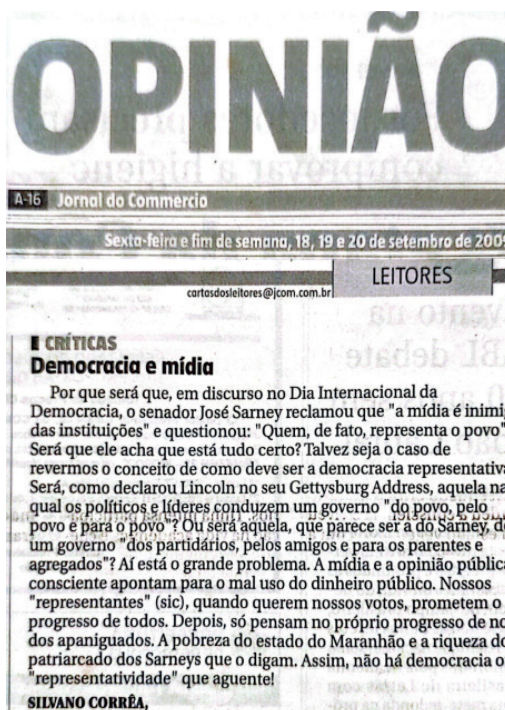 OPINIÃO
A-16 Jornal do Commercio
Sexta-feira e fim de semana, 18, 19 e 20 de setembro de 200
LEITORES
cartasdosleitores@jcom.com.br
CRÍTICAS
Democracia e mídia
Por que será que, em discurso no Dia Internacional da
Democracia, o senador José Sarney reclamou que "a mídia é inimi
das instituições" e questionou: "Quem, de fato, representa o povo"
Será que ele acha que está tudo certo? Talvez seja o caso de
revermos o conceito de como deve ser a democracia representativ
Será, como declarou Lincoln no seu Gettysburg Address, aquela na
qual os políticos e líderes conduzem um governo "do povo, pelo
povo e para o povo"? Ou será aquela, que parece ser a do Sarney, d
um governo "dos partidários, pelos amigos e para os parentes e
agregados"? Aí está o grande problema. A mídia e a opinião públic
consciente apontam para o mal uso do dinheiro público. Nossos
"representantes" (sic), quando querem nossos votos, prometem o
progresso de todos. Depois, só pensam no próprio progresso de no
dos apaniguados. A pobreza do estado do Maranhão e a riqueza do
patriarcado dos Sarneys que o digam. Assim, não há democracia o
"representatividade" que aguente!
SILVANO CORRÊA,